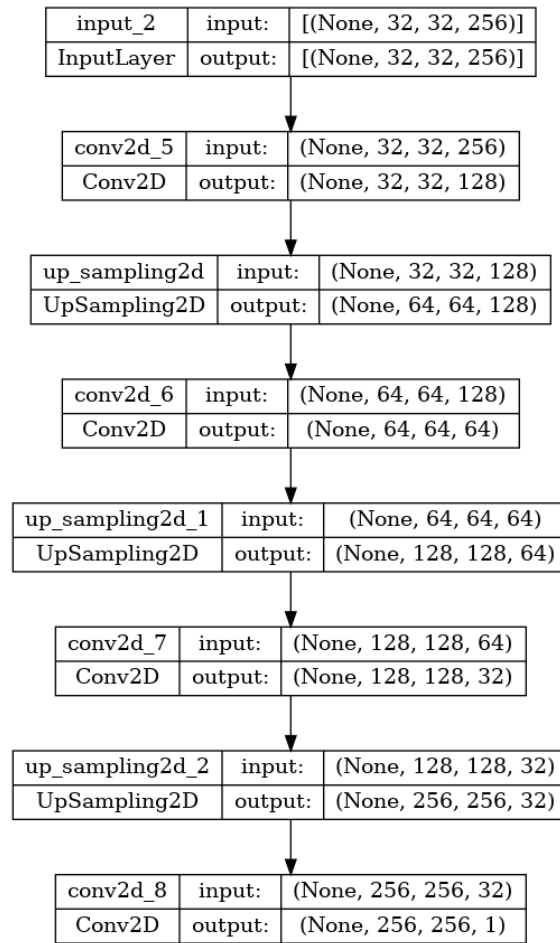 input_2 input: [(None, 32, 32, 256)]
InputLayer output: [(None, 32, 32, 256)]
conv2d_5 input: (None, 32, 32, 256)
Conv2D output: (None, 32, 32, 128)
up_sampling2d input: (None, 32, 32, 128)
UpSampling2D output: (None, 64, 64, 128)
conv2d_6 input: (None, 64, 64, 128)
Conv2D output: (None, 64, 64, 64)
up_sampling2d_1 input: (None, 64, 64, 64)
UpSampling2D output: (None, 128, 128, 64)
conv2d_7 input: (None, 128, 128, 64)
Conv2D output: (None, 128, 128, 32)
up_sampling2d_2 input: (None, 128, 128, 32)
UpSampling2D output: (None, 256, 256, 32)
conv2d_8 input: (None, 256, 256, 32)
Conv2D output: (None, 256, 256, 1)